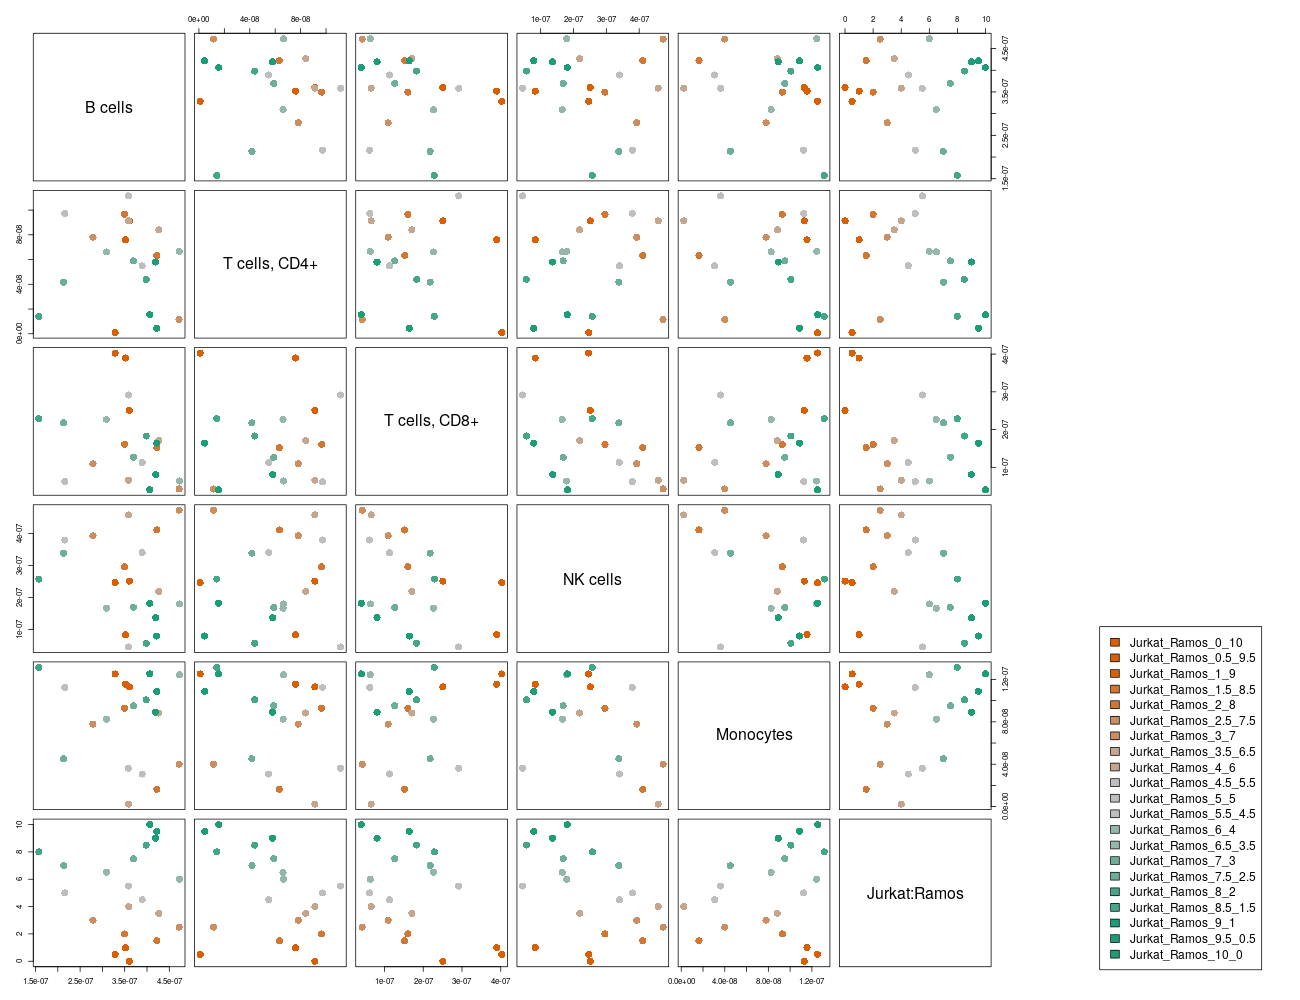 0e+00 4e-08 8e-08 1e-07 2e-07 3e-07 4e-07 0 2 4 6 8 10
B cells
1.5e-07 2.5e-07 3.5e-07 4.5e-07
0e+00 4e-08 8e-08
T cells, CD4+
T cells, CD8+
1e-07 2e-07 3e-07 4e-07
1e-07 2e-07 3e-07 4e-07
NK cells
Monocytes
0.0e+00 4.0e-08 8.0e-08 1.2e-07
0 2 4 6 8 10
Jurkat:Ramos
1.5e-07 2.5e-07 3.5e-07 4.5e-07 1e-07 2e-07 3e-07 4e-07 0.0e+00 4.0e-08 8.0e-08 1.2e-07
Jurkat_Ramos_0_10
Jurkat_Ramos_0.5_9.5
Jurkat_Ramos_1_9
Jurkat_Ramos_1.5_8.5
Jurkat_Ramos_2_8
Jurkat_Ramos_2.5_7.5
Jurkat_Ramos_3_7
Jurkat_Ramos_3.5_6.5
Jurkat_Ramos_4_6
Jurkat_Ramos_4.5_5.5
Jurkat_Ramos_5_5
Jurkat_Ramos_5.5_4.5
Jurkat_Ramos_6_4
Jurkat_Ramos_6.5_3.5
Jurkat_Ramos_7_3
Jurkat_Ramos_7.5_2.5
Jurkat_Ramos_8_2
Jurkat_Ramos_8.5_1.5
Jurkat_Ramos_9_1
Jurkat_Ramos_9.5_0.5
Jurkat_Ramos_10_0